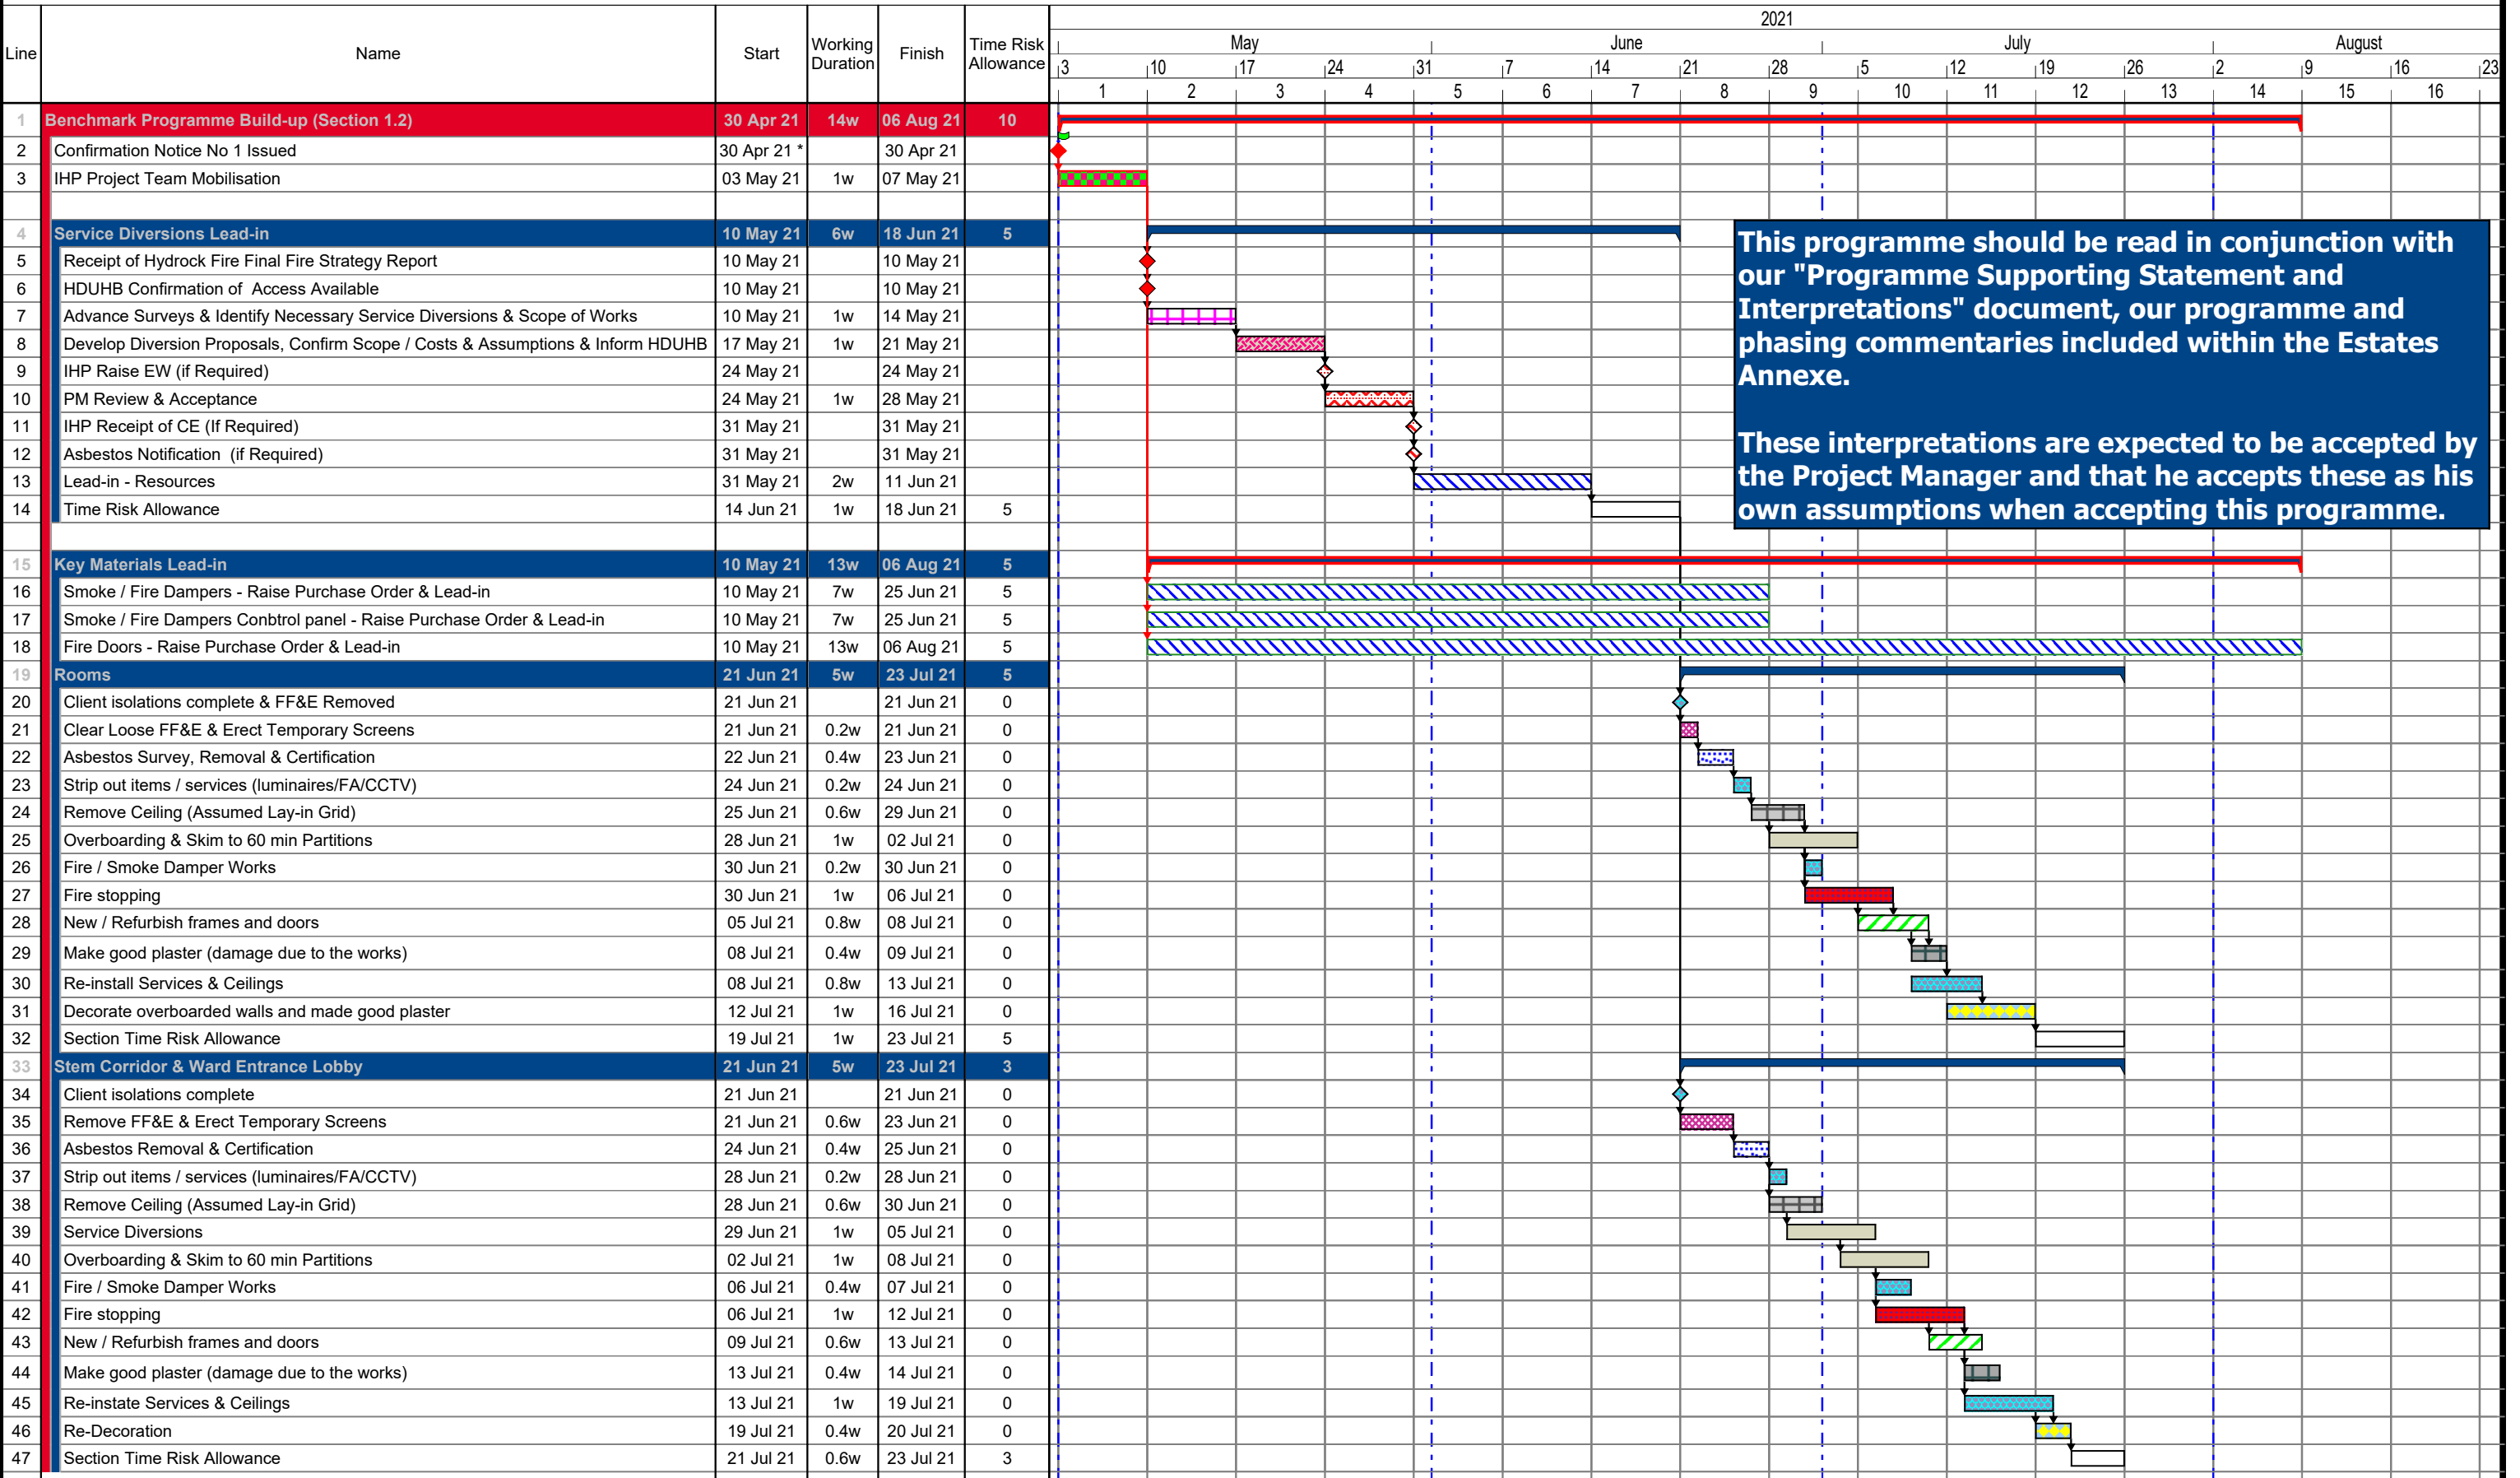 2021
Line Name Start Working Duration Finish Time Risk Allowance May June July August
3 10 17 24 31 7 14 21 28 5 12 19 26 2 9 16 23
1 2 3 4 5 6 7 8 9 10 11 12 13 14 15 16
1 Benchmark Programme Build-up (Section 1.2) 30 Apr 21 14w 06 Aug 21 10
2 Confirmation Notice No 1 Issued 30 Apr 21 * 30 Apr 21
3 IHP Project Team Mobilisation 03 May 21 1w 07 May 21
4 Service Diversions Lead-in 10 May 21 6w 18 Jun 21 5
5 Receipt of Hydrock Fire Final Fire Strategy Report 10 May 21 10 May 21
6 HDUHB Confirmation of Access Available 10 May 21 10 May 21
7 Advance Surveys & Identify Necessary Service Diversions & Scope of Works 10 May 21 1w 14 May 21
8 Develop Diversion Proposals, Confirm Scope / Costs & Assumptions & Inform HDUHB 17 May 21 1w 21 May 21
9 IHP Raise EW (if Required) 24 May 21 24 May 21
10 PM Review & Acceptance 24 May 21 1w 28 May 21
11 IHP Receipt of CE (If Required) 31 May 21 31 May 21
12 Asbestos Notification (if Required) 31 May 21 31 May 21
13 Lead-in - Resources 31 May 21 2w 11 Jun 21
14 Time Risk Allowance 14 Jun 21 1w 18 Jun 21 5
This programme should be read in conjunction with
our "Programme Supporting Statement and
Interpretations" document, our programme and
phasing commentaries included within the Estates
Annexe.
These interpretations are expected to be accepted by
the Project Manager and that he accepts these as his
own assumptions when accepting this programme.
15 Key Materials Lead-in 10 May 21 13w 06 Aug 21 5
16 Smoke / Fire Dampers - Raise Purchase Order & Lead-in 10 May 21 7w 25 Jun 21 5
17 Smoke / Fire Dampers Conbtrol panel - Raise Purchase Order & Lead-in 10 May 21 7w 25 Jun 21 5
18 Fire Doors - Raise Purchase Order & Lead-in 10 May 21 13w 06 Aug 21 5
19 Rooms 21 Jun 21 5w 23 Jul 21 5
20 Client isolations complete & FF&E Removed 21 Jun 21 21 Jun 21 0
21 Clear Loose FF&E & Erect Temporary Screens 21 Jun 21 0.2w 21 Jun 21 0
22 Asbestos Survey, Removal & Certification 22 Jun 21 0.4w 23 Jun 21 0
23 Strip out items / services (luminaires/FA/CCTV) 24 Jun 21 0.2w 24 Jun 21 0
24 Remove Ceiling (Assumed Lay-in Grid) 25 Jun 21 0.6w 29 Jun 21 0
25 Overboarding & Skim to 60 min Partitions 28 Jun 21 1w 02 Jul 21 0
26 Fire / Smoke Damper Works 30 Jun 21 0.2w 30 Jun 21 0
27 Fire stopping 30 Jun 21 1w 06 Jul 21 0
28 New / Refurbish frames and doors 05 Jul 21 0.8w 08 Jul 21 0
29 Make good plaster (damage due to the works) 08 Jul 21 0.4w 09 Jul 21 0
30 Re-install Services & Ceilings 08 Jul 21 0.8w 13 Jul 21 0
31 Decorate overboarded walls and made good plaster 12 Jul 21 1w 16 Jul 21 0
32 Section Time Risk Allowance 19 Jul 21 1w 23 Jul 21 5
33 Stem Corridor & Ward Entrance Lobby 21 Jun 21 5w 23 Jul 21 3
34 Client isolations complete 21 Jun 21 21 Jun 21 0
35 Remove FF&E & Erect Temporary Screens 21 Jun 21 0.6w 23 Jun 21 0
36 Asbestos Removal & Certification 24 Jun 21 0.4w 25 Jun 21 0
37 Strip out items / services (luminaires/FA/CCTV) 28 Jun 21 0.2w 28 Jun 21 0
38 Remove Ceiling (Assumed Lay-in Grid) 28 Jun 21 0.6w 30 Jun 21 0
39 Service Diversions 29 Jun 21 1w 05 Jul 21 0
40 Overboarding & Skim to 60 min Partitions 02 Jul 21 1w 08 Jul 21 0
41 Fire / Smoke Damper Works 06 Jul 21 0.4w 07 Jul 21 0
42 Fire stopping 06 Jul 21 1w 12 Jul 21 0
43 New / Refurbish frames and doors 09 Jul 21 0.6w 13 Jul 21 0
44 Make good plaster (damage due to the works) 13 Jul 21 0.4w 14 Jul 21 0
45 Re-instate Services & Ceilings 13 Jul 21 1w 19 Jul 21 0
46 Re-Decoration 19 Jul 21 0.4w 20 Jul 21 0
47 Section Time Risk Allowance 21 Jul 21 0.6w 23 Jul 21 3